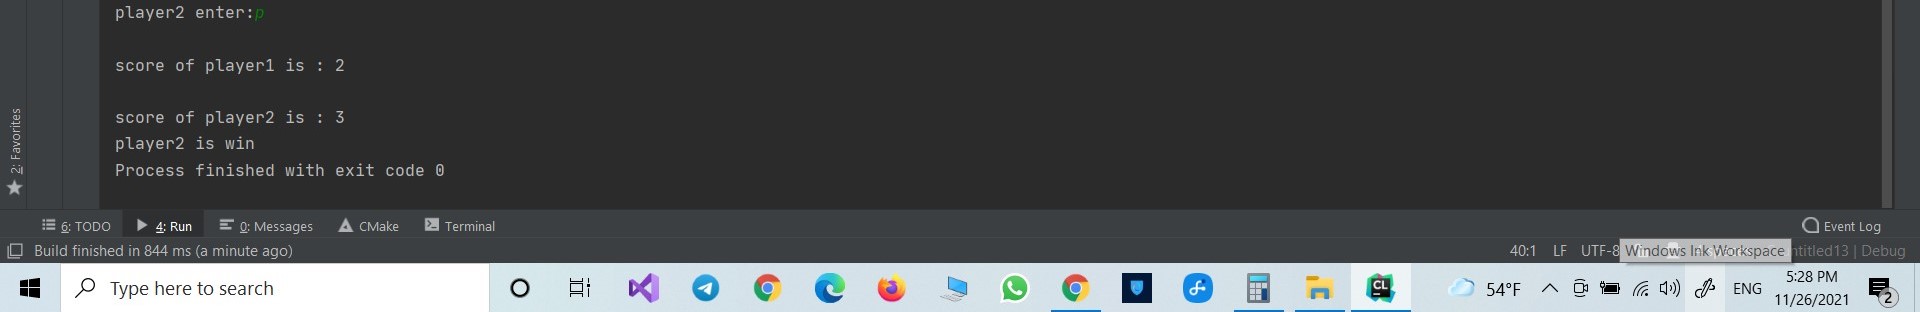 player2 enter:p
score of player1 is : 2
score of player2 is : 3
player2 is win
Process finished with exit code 0
2: Favorites
6: TODO
4: Run
0: Messages
CMake
Terminal
Event Log
Build finished in 844 ms (a minute ago)
40:1 LF UTF-8
Windows Ink Workspace
ntitled13 | Debug
Type here to search
CL
54°F
ENG
5:28 PM
11/26/2021
2